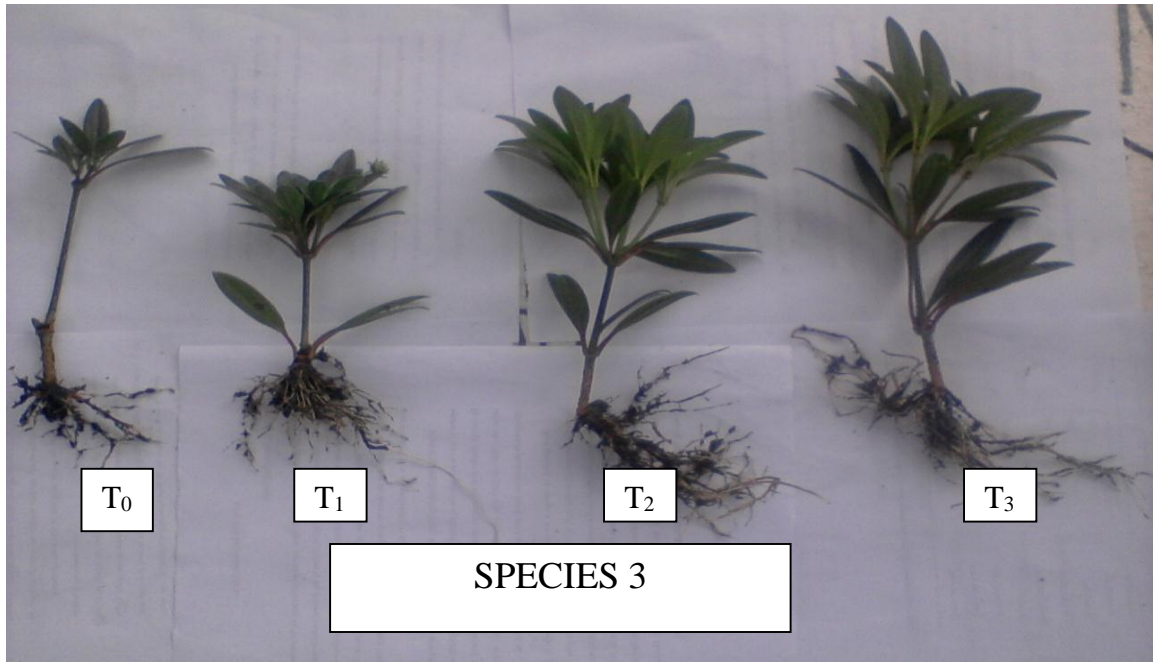 T₀
T₁
T₂
T₃
SPECIES 3